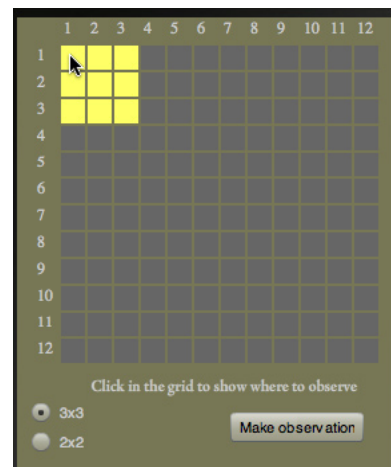 1 2 3 4 5 6 7 8 9 10 11 12
1
2
3
4
5
6
7
8
9
10
11
12
Click in the grid to show where to observe
3x3
Make observation
2x2